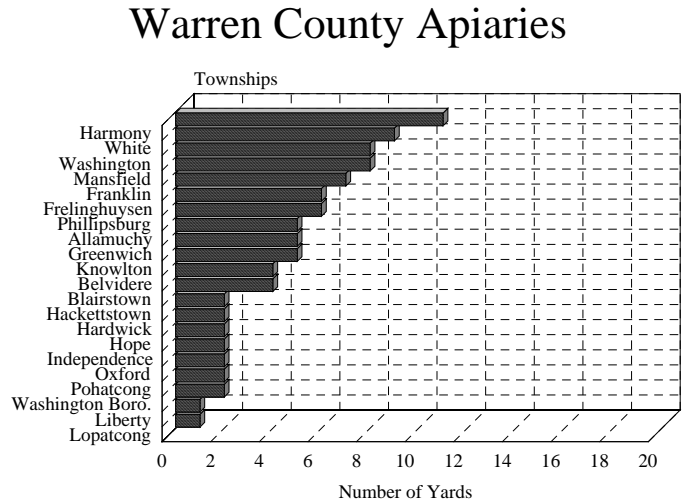 Warren County Apiaries
Townships
Harmony
White
Washington
Mansfield
Franklin
Frelinghuysen
Phillipsburg
Allamuchy
Greenwich
Knowlton
Belvidere
Blairstown
Hackettstown
Hardwick
Hope
Independence
Oxford
Pohatcong
Washington Boro.
Liberty
Lopatcong
0 2 4 6 8 10 12 14 16 18 20
Number of Yards